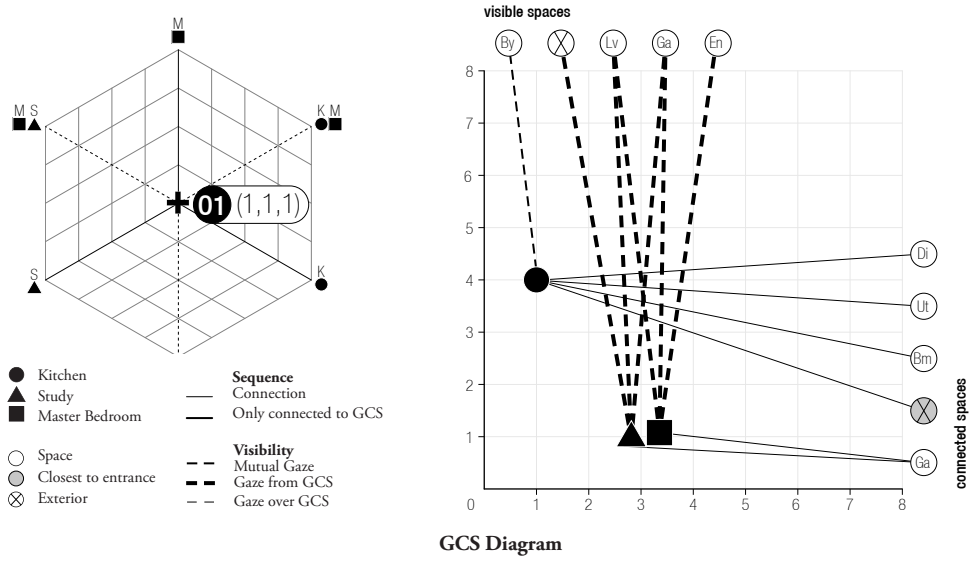 M
M S
K M
01 (1,1,1)
S
K
Kitchen
Study
Master Bedroom
Space
Closest to entrance
Exterior
Sequence
Connection
Only connected to GCS
Visibility
Mutual Gaze
Gaze from GCS
Gaze over GCS
visible spaces
By Lv Ga En
8
7
6
5
4
3
2
1
0 1 2 3 4 5 6 7 8
Di
Ut
Bm
Ga
connected spaces
GCS Diagram